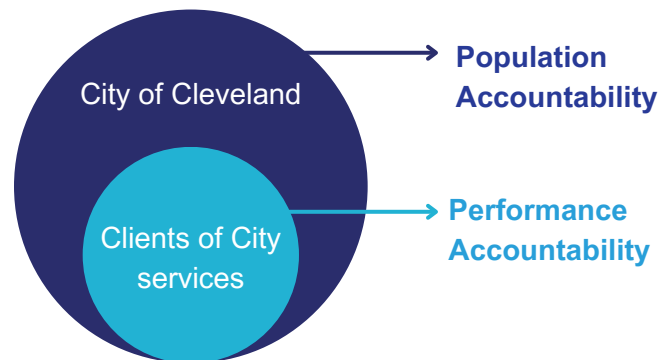 City of Cleveland
Population
Accountability
Clients of City
services
Performance
Accountability